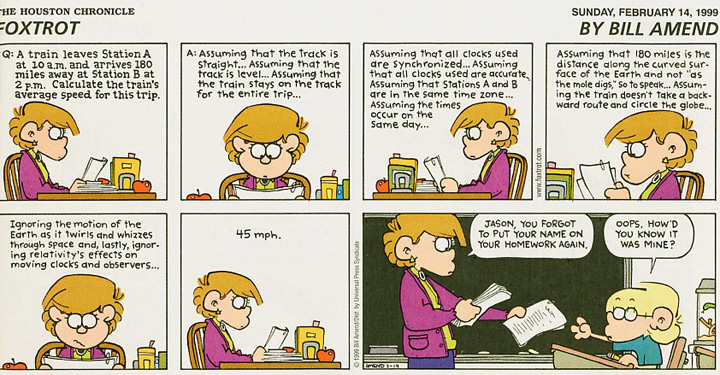 THE HOUSTON CHRONICLE
SUNDAY, FEBRUARY 14, 1999
FOXTROT
BY BILL AMEND
Q: A train leaves Station A
at 10 a.m. and arrives 180
miles away at Station B at
2 p.m. Calculate the train's
average speed for this trip.
A: Assuming that the track is
straight... Assuming that the
track is level... Assuming that
the train stays on the track
for the entire trip...
Assuming that all clocks used
are synchronized... Assuming
that all clocks used are accurate...
Assuming that Stations A and B
are in the same time zone...
Assuming the times
occur on the
same day...
www.foxtrot.com
Assuming that 180 miles is the
distance along the curved sur-
face of the Earth and not "as
the mole digs," so to speak... Assum-
ing the train doesn't take a back-
ward route and circle the globe...
Ignoring the motion of the
Earth as it twirls and whizzes
through space and, lastly, ignor-
ing relativity's effects on
moving clocks and observers...
45 mph.
© 1999 Bill Amend/Dist. by Universal Press Syndicate
JASON, YOU FORGOT
TO PUT YOUR NAME ON
YOUR HOMEWORK AGAIN.
OOPS. HOW'D
YOU KNOW IT
WAS MINE?
AMEND 2-14